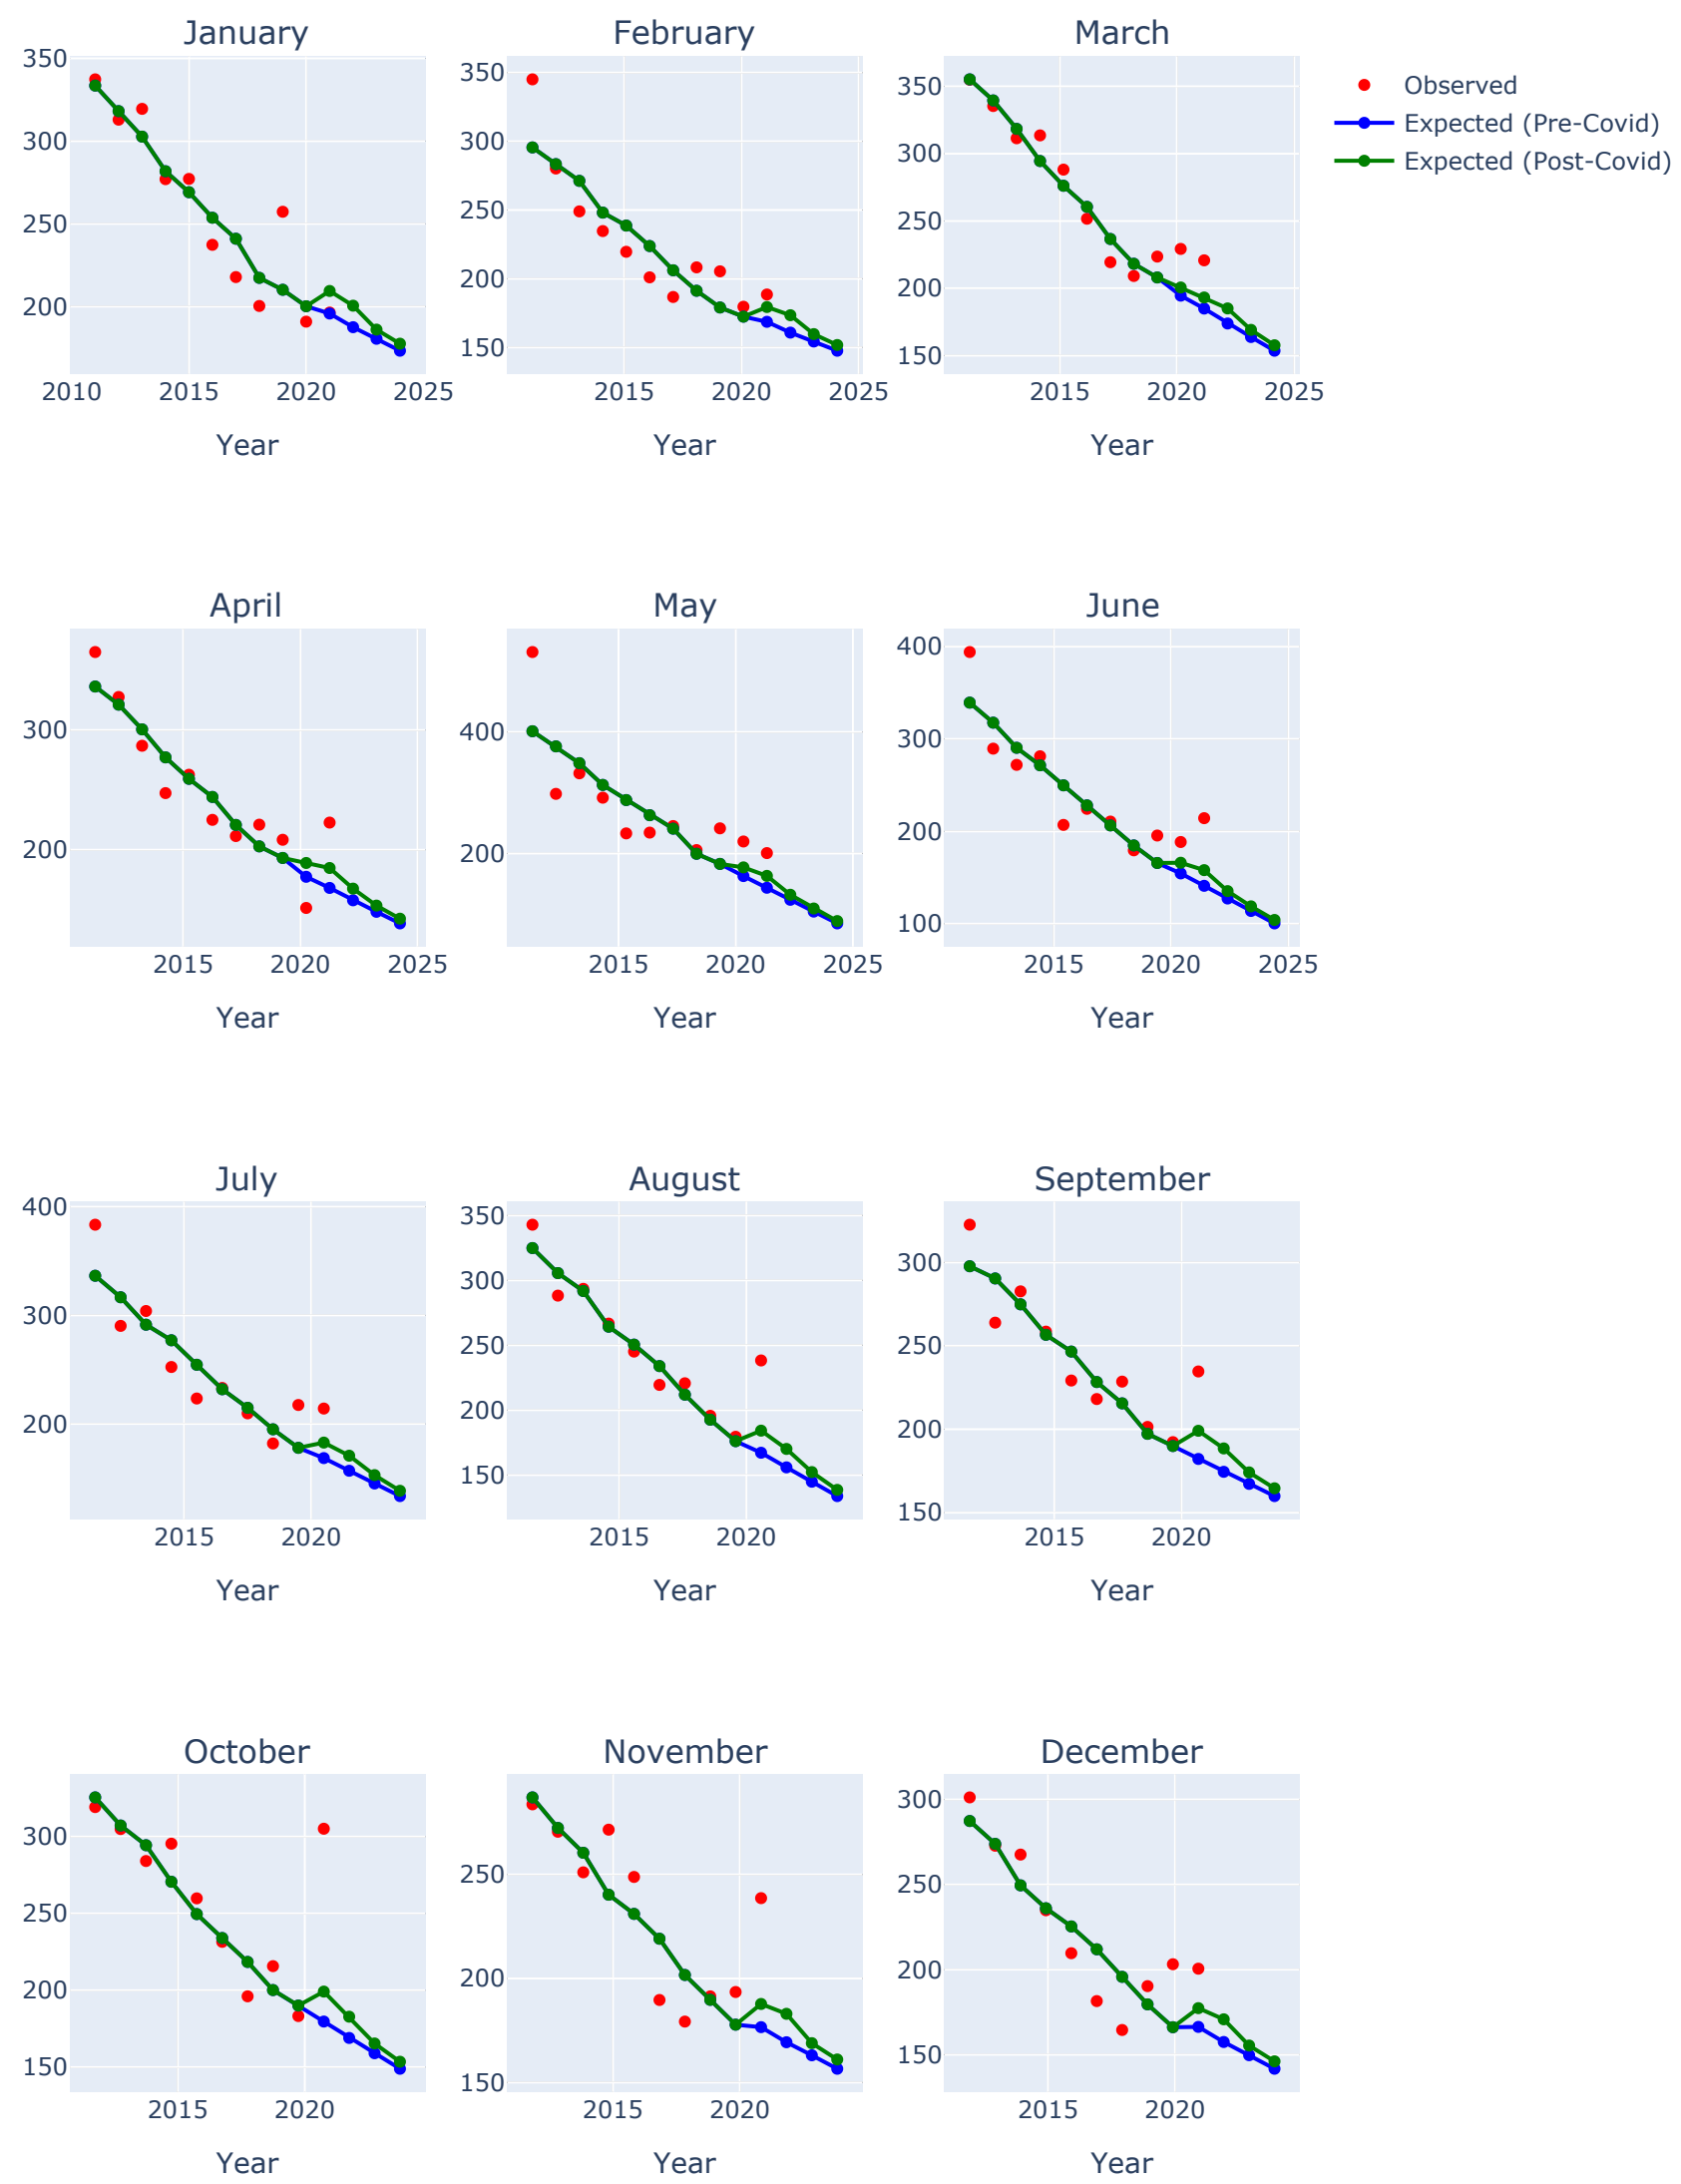 January
February
March
350
300
250
200
2010
2015
2020
2025
Year
350
300
250
200
150
2015
2020
2025
Year
350
300
250
200
150
2015
2020
2025
Year
Observed
Expected (Pre-Covid)
Expected (Post-Covid)
April
May
June
300
200
2015
2020
2025
Year
400
200
2015
2020
2025
Year
400
300
200
100
2015
2020
2025
Year
July
August
September
400
300
200
2015
2020
Year
350
300
250
200
150
2015
2020
Year
300
250
200
150
2015
2020
Year
October
November
December
300
250
200
150
2015
2020
Year
250
200
150
2015
2020
Year
300
250
200
150
2015
2020
Year